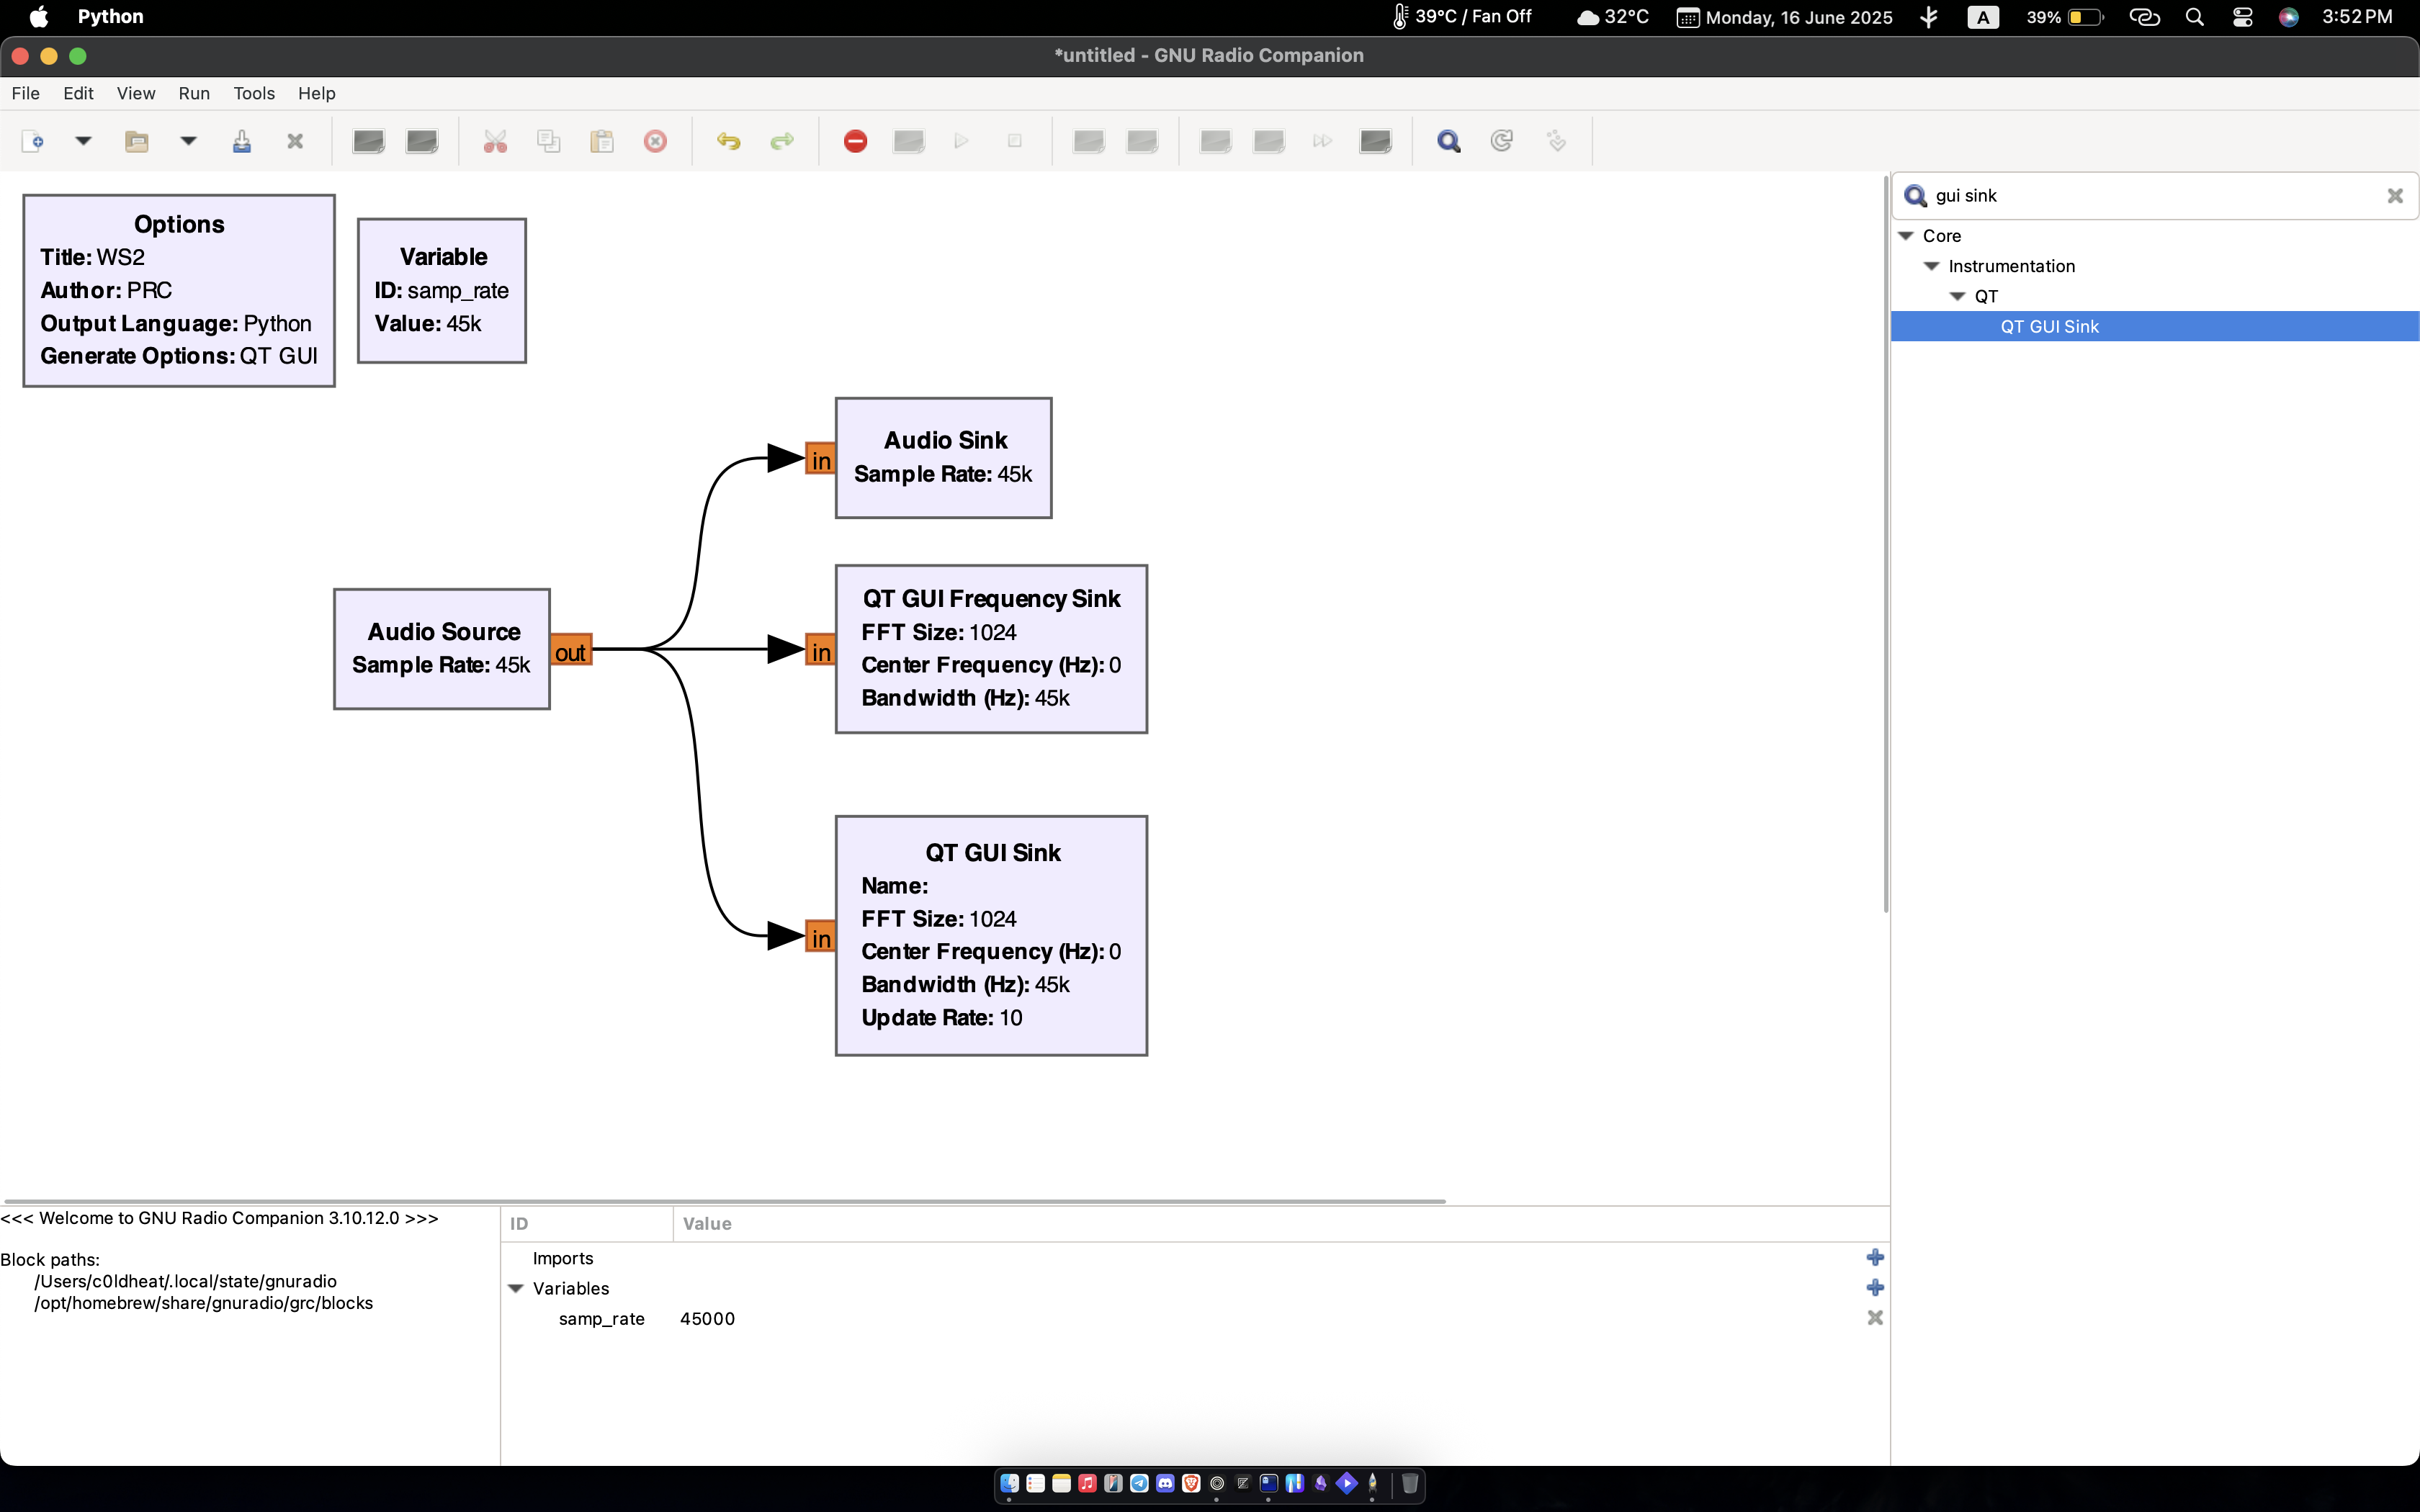 Python
39°C / Fan Off
32°C
Monday, 16 June 2025
A
39%
3:52 PM
*untitled - GNU Radio Companion
File Edit View Run Tools Help
Options
Title: WS2
Author: PRC
Output Language: Python
Generate Options: QT GUI
Variable
ID: samp_rate
Value: 45k
Audio Sink
in
Sample Rate: 45k
Audio Source
Sample Rate: 45k
out
QT GUI Frequency Sink
FFT Size: 1024
in
Center Frequency (Hz): 0
Bandwidth (Hz): 45k
QT GUI Sink
Name:
FFT Size: 1024
in
Center Frequency (Hz): 0
Bandwidth (Hz): 45k
Update Rate: 10
gui sink
Core
Instrumentation
QT
QT GUI Sink
<<< Welcome to GNU Radio Companion 3.10.12.0 >>>
Block paths:
/Users/c0ldheat/.local/state/gnuradio
/opt/homebrew/share/gnuradio/grc/blocks
ID Value
Imports
Variables
samp_rate 45000